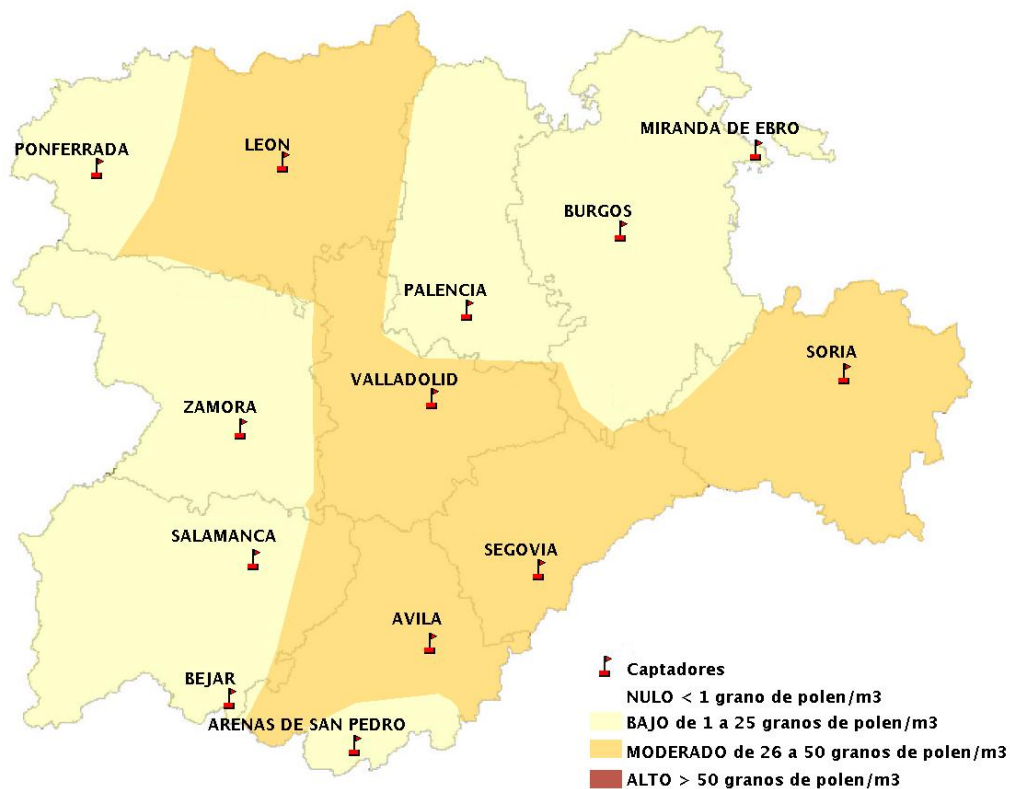 MIRANDA DE EBRO
LEON
PONFERRADA
BURGOS
PALENCIA
SORIA
VALLADOLID
ZAMORA
SALAMANCA
SEGOVIA
AVILA
BEJAR
ARENAS DE SAN PEDRO
Captadores
NULO < 1 grano de polen/m3
BAJO de 1 a 25 granos de polen/m3
MODERADO de 26 a 50 granos de polen/m3
ALTO > 50 granos de polen/m3